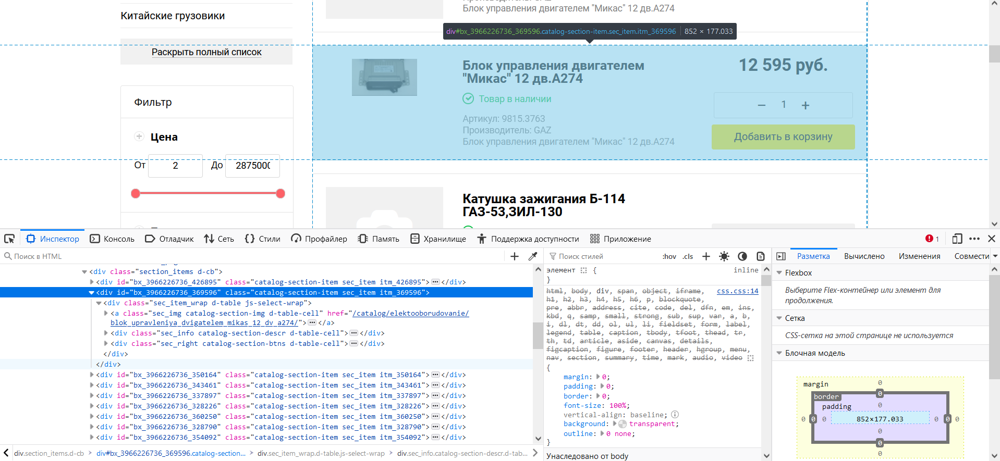 Китайские грузовики
Раскрыть полный список
Фильтр
Цена
От 2 До 2875000
Блок управления двигателем "Микас" 12 дв.А274
div#bx_3966226736_369596.catalog-section-item.sec_item.itm_369596 852 × 177.033
Блок управления двигателем
"Микас" 12 дв.А274
Товар в наличии
Артикул: 9815.3763
Производитель: GAZ
Блок управления двигателем "Микас" 12 дв.А274
12 595 руб.
− 1 +
Добавить в корзину
Катушка зажигания Б-114
ГАЗ-53,ЗИЛ-130
Инспектор Консоль Отладчик Сеть Стили Профайлер Память Хранилище Поддержка доступности Приложение 1
Поиск в HTML
<div class="section_items d-cb">
<div id="bx_3966226736_426895" class="catalog-section-item sec_item itm_426895">···</div>
<div id="bx_3966226736_369596" class="catalog-section-item sec_item itm_369596">
<div class="sec_item_wrap d-table js-select-wrap">
<a class="sec_img catalog-section-img d-table-cell" href="/catalog/elektooborudovanie/
blok_upravleniya_dvigatelem_mikas_12_dv_a274/">···</a>
<div class="sec_info catalog-section-descr d-table-cell">···</div>
<div class="sec_right catalog-section-btns d-table-cell">···</div>
</div>
</div>
<div id="bx_3966226736_350164" class="catalog-section-item sec_item itm_350164">···</div>
<div id="bx_3966226736_343461" class="catalog-section-item sec_item itm_343461">···</div>
<div id="bx_3966226736_337897" class="catalog-section-item sec_item itm_337897">···</div>
<div id="bx_3966226736_328226" class="catalog-section-item sec_item itm_328226">···</div>
<div id="bx_3966226736_360250" class="catalog-section-item sec_item itm_360250">···</div>
<div id="bx_3966226736_328790" class="catalog-section-item sec_item itm_328790">···</div>
<div id="bx_3966226736_354092" class="catalog-section-item sec_item itm_354092">···</div>
div.section_items.d-cb div#bx_3966226736_369596.catalog-section... div.sec_item_wrap.d-table.js-select-wrap div.sec_info.catalog-section-descr.d-tab...
Поиск стилей :hov .cls
элемент { inline
}
html, body, div, span, object, iframe, css.css:14
h1, h2, h3, h4, h5, h6, p, blockquote,
pre, abbr, address, cite, code, del, dfn, em, ins,
kbd, q, samp, small, strong, sub, sup, var, a, b,
i, dl, dt, dd, ol, ul, li, fieldset, form, label,
legend, table, caption, tbody, tfoot, thead, tr,
th, td, article, aside, canvas, details,
figcaption, figure, footer, header, hgroup, menu,
nav, section, summary, time, mark, audio, video
{
margin: 0;
padding: 0;
border: 0;
font-size: 100%;
vertical-align: baseline;
background: transparent;
outline: 0 none;
}
Унаследовано от body
Разметка Вычислено Изменения Совмести
Flexbox
Выберите Flex-контейнер или элемент для
продолжения.
Сетка
CSS-сетка на этой странице не используется
Блочная модель
margin 0
border 0
padding 0
0 0 0 852×177.033 0 0 0
0
0
0